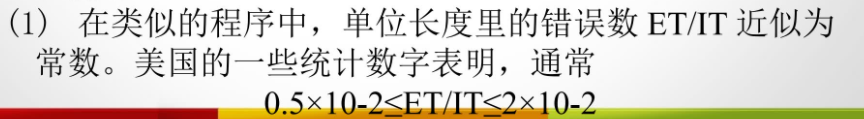 (1) 在类似的程序中，单位长度里的错误数 ET/IT 近似为
常数。美国的一些统计数字表明，通常
0.5×10-2≤ET/IT≤2×10-2